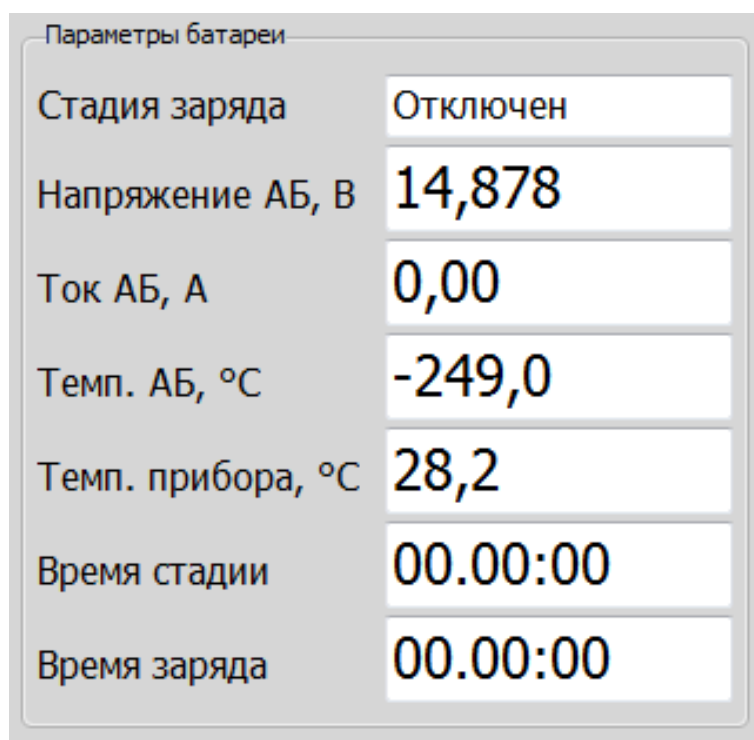 Параметры батареи
Стадия заряда Отключен
Напряжение АБ, В 14,878
Ток АБ, А 0,00
Темп. АБ, °С -249,0
Темп. прибора, °С 28,2
Время стадии 00.00:00
Время заряда 00.00:00